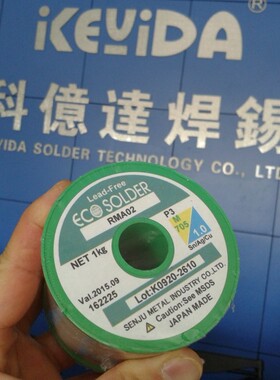 iKEYiDA
科億達焊錫
YIDA SOLDER TECHNOLOGY CO., LTD
Lead-Free
ECO SOLDER
RMA02
P3
M
705
1.0
Sn/Ag/Cu
NET 1kg
Val.2015.09
162225
Lot:K0920-2610
SENJU METAL INDUSTRY CO.,LTD.
Caution:See MSDS
JAPAN MADE